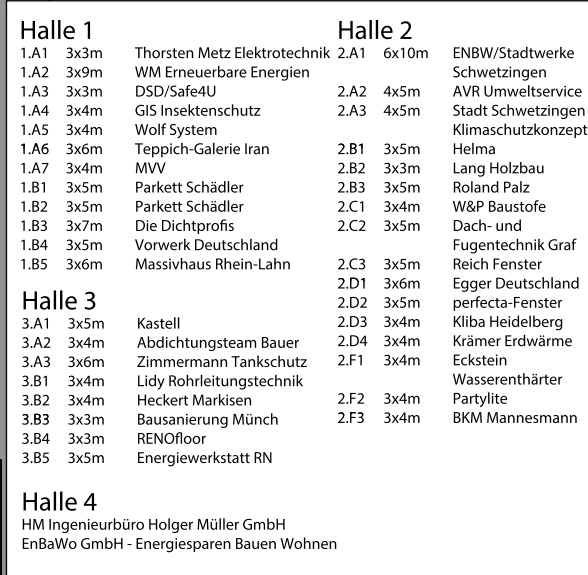 Halle 1
1.A1 3x3m Thorsten Metz Elektrotechnik
1.A2 3x9m WM Erneuerbare Energien
1.A3 3x3m DSD/Safe4U
1.A4 3x4m GIS Insektenschutz
1.A5 3x4m Wolf System
1.A6 3x6m Teppich-Galerie Iran
1.A7 3x4m MVV
1.B1 3x5m Parkett Schädler
1.B2 3x5m Parkett Schädler
1.B3 3x7m Die Dichtprofis
1.B4 3x5m Vorwerk Deutschland
1.B5 3x6m Massivhaus Rhein-Lahn
Halle 3
3.A1 3x5m Kastell
3.A2 3x4m Abdichtungsteam Bauer
3.A3 3x6m Zimmermann Tankschutz
3.B1 3x4m Lidy Rohrleitungstechnik
3.B2 3x4m Heckert Markisen
3.B3 3x3m Bausanierung Münch
3.B4 3x3m RENOfloor
3.B5 3x5m Energiewerkstatt RN
Halle 4
HM Ingenieurbüro Holger Müller GmbH
EnBaWo GmbH - Energiesparen Bauen Wohnen
Halle 2
2.A1 6x10m ENBW/Stadtwerke
Schwetzingen
2.A2 4x5m AVR Umweltservice
2.A3 4x5m Stadt Schwetzingen
Klimaschutzkonzept
2.B1 3x5m Helma
2.B2 3x3m Lang Holzbau
2.B3 3x5m Roland Palz
2.C1 3x4m W&P Baustofe
2.C2 3x5m Dach- und
Fugentechnik Graf
2.C3 3x5m Reich Fenster
2.D1 3x6m Egger Deutschland
2.D2 3x5m perfecta-Fenster
2.D3 3x4m Kliba Heidelberg
2.D4 3x4m Krämer Erdwärme
2.F1 3x4m Eckstein
Wasserenthärter
2.F2 3x4m Partylite
2.F3 3x4m BKM Mannesmann